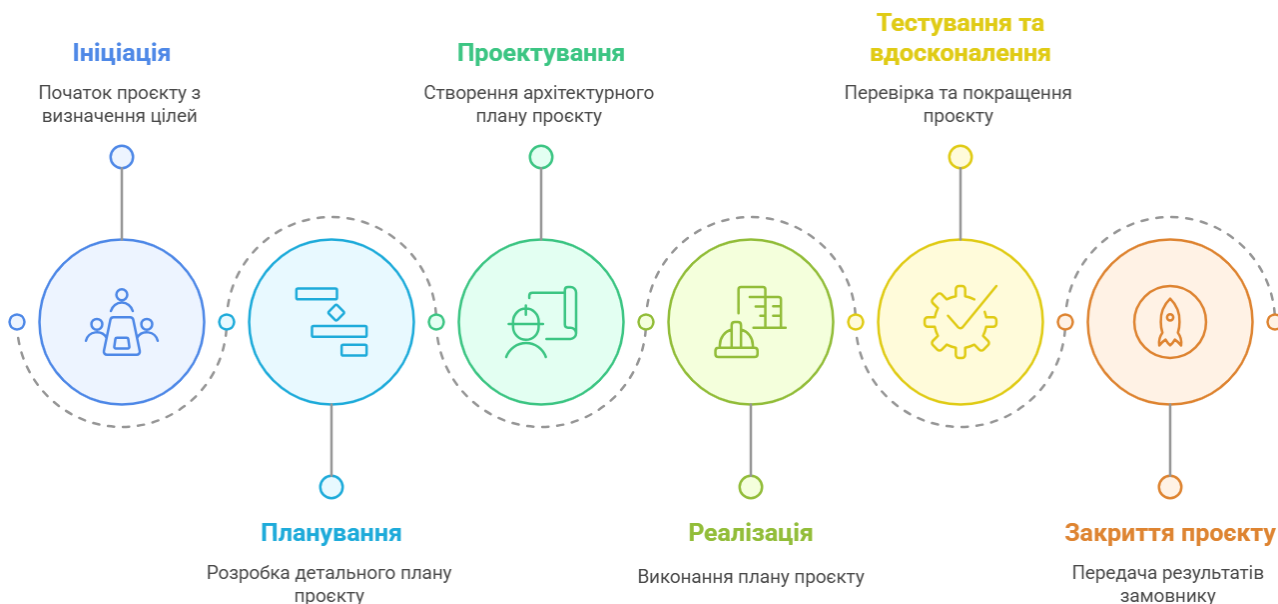 Ініціація
Початок проєкту з
визначення цілей
Планування
Розробка детального плану
проєкту
Проектування
Створення архітектурного
плану проєкту
Реалізація
Виконання плану проєкту
Тестування та
вдосконалення
Перевірка та покращення
проєкту
Закриття проєкту
Передача результатів
замовнику